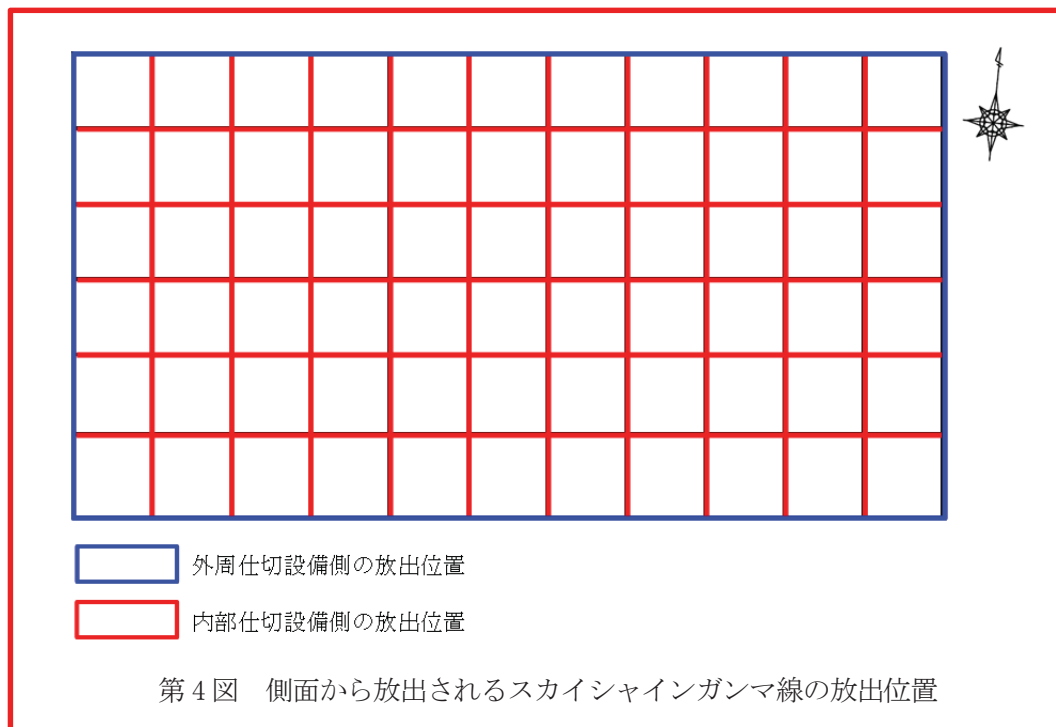 外周仕切設備側の放出位置
内部仕切設備側の放出位置
第4図　側面から放出されるスカイシャインガンマ線の放出位置